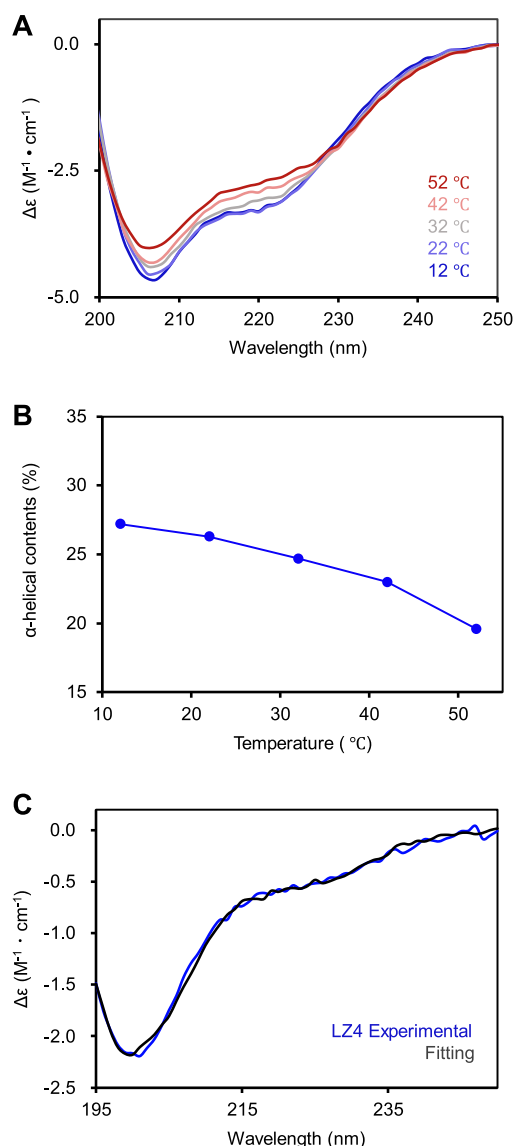 A
0.0
-2.5
-5.0
Δε (M⁻¹・cm⁻¹ )
52 ℃
42 ℃
32 ℃
22 ℃
12 ℃
200 210 220 230 240 250
Wavelength (nm)
B
35
30
25
20
15
α-helical contents (%)
10 20 30 40 50
Temperature ( ℃)
C
0.0
-0.5
-1.0
-1.5
-2.0
-2.5
Δε (M⁻¹・cm⁻¹)
LZ4 Experimental
Fitting
195 215 235
Wavelength (nm)